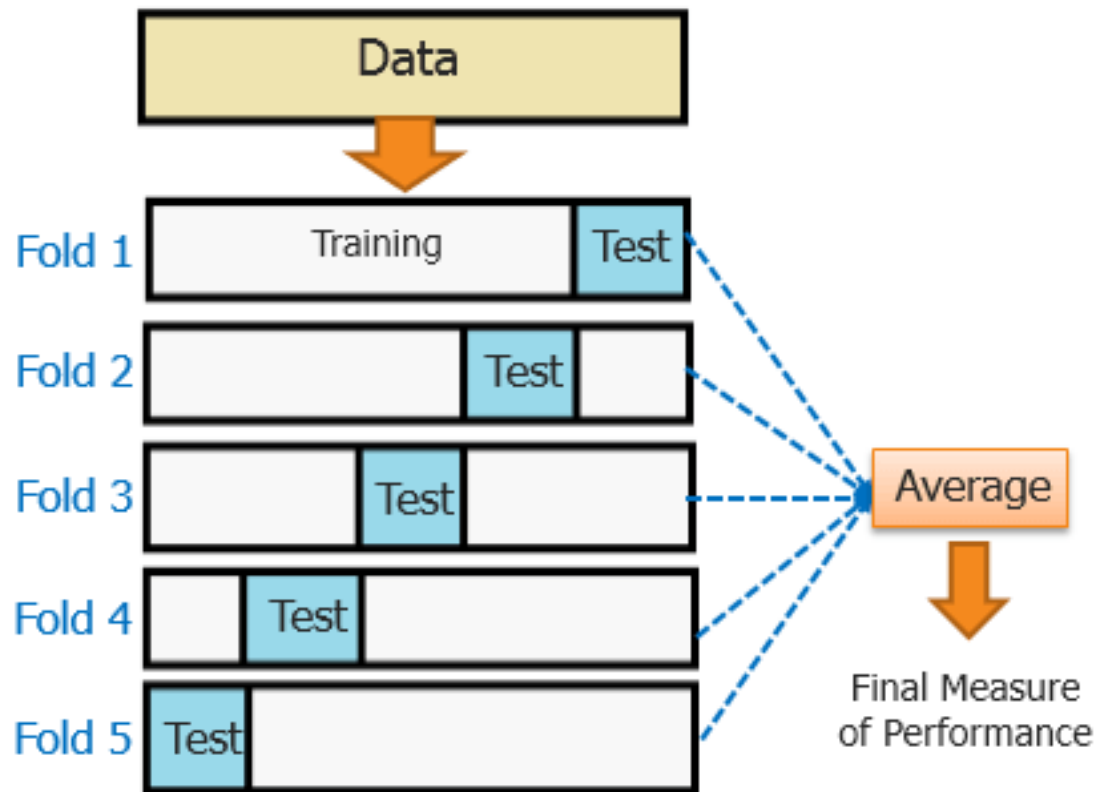 Data
Fold 1
Training
Test
Fold 2
Test
Fold 3
Test
Average
Fold 4
Test
Final Measure
of Performance
Fold 5
Test